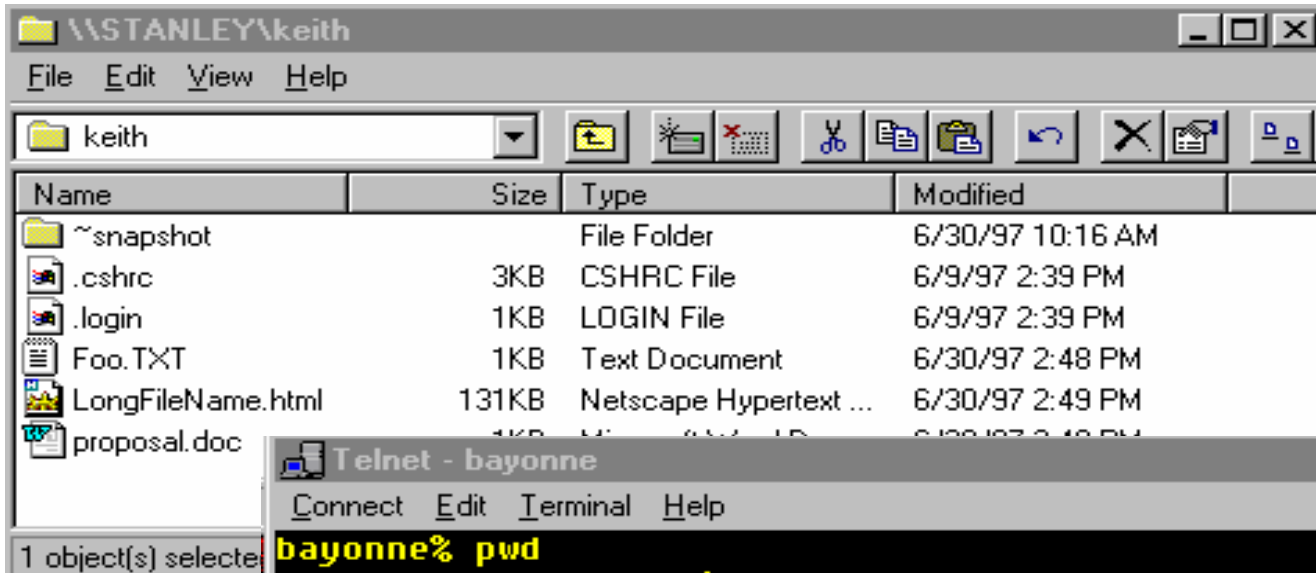 \\STANLEY\keith
File Edit View Help
keith
Name Size Type Modified
~snapshot File Folder 6/30/97 10:16 AM
.cshrc 3KB CSHRC File 6/9/97 2:39 PM
.login 1KB LOGIN File 6/9/97 2:39 PM
Foo.TXT 1KB Text Document 6/30/97 2:48 PM
LongFileName.html 131KB Netscape Hypertext ... 6/30/97 2:49 PM
proposal.doc
Telnet - bayonne
Connect Edit Terminal Help
1 object(s) selecte
bayonne% pwd